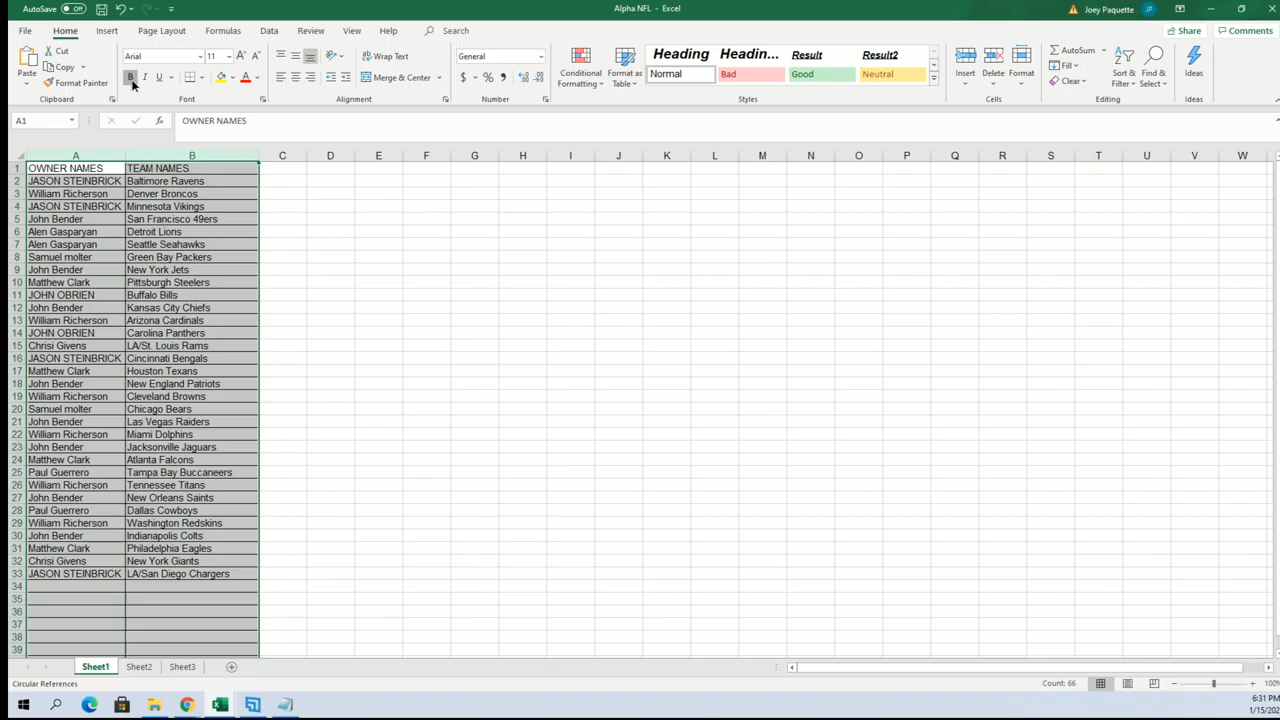 AutoSave Off Alpha NFL - Excel Joey Paquette JP
File Home Insert Page Layout Formulas Data Review View Help Search Share Comments
Paste Cut Copy Format Painter Clipboard
Arial 11 B I U Font
Wrap Text Merge & Center Alignment
General $ % Number
Conditional Formatting Format as Table
Heading Headin... Result Result2
Normal Bad Good Neutral Styles
Insert Delete Format Cells
AutoSum Fill Clear Sort & Filter Find & Select Editing
Ideas Ideas
A1 fx OWNER NAMES
A B C D E F G H I J K L M N O P Q R S T U V W
1 OWNER NAMES TEAM NAMES
2 JASON STEINBRICK Baltimore Ravens
3 William Richerson Denver Broncos
4 JASON STEINBRICK Minnesota Vikings
5 John Bender San Francisco 49ers
6 Alen Gasparyan Detroit Lions
7 Alen Gasparyan Seattle Seahawks
8 Samuel molter Green Bay Packers
9 John Bender New York Jets
10 Matthew Clark Pittsburgh Steelers
11 JOHN OBRIEN Buffalo Bills
12 John Bender Kansas City Chiefs
13 William Richerson Arizona Cardinals
14 JOHN OBRIEN Carolina Panthers
15 Chrisi Givens LA/St. Louis Rams
16 JASON STEINBRICK Cincinnati Bengals
17 Matthew Clark Houston Texans
18 John Bender New England Patriots
19 William Richerson Cleveland Browns
20 Samuel molter Chicago Bears
21 John Bender Las Vegas Raiders
22 William Richerson Miami Dolphins
23 John Bender Jacksonville Jaguars
24 Matthew Clark Atlanta Falcons
25 Paul Guerrero Tampa Bay Buccaneers
26 William Richerson Tennessee Titans
27 John Bender New Orleans Saints
28 Paul Guerrero Dallas Cowboys
29 William Richerson Washington Redskins
30 John Bender Indianapolis Colts
31 Matthew Clark Philadelphia Eagles
32 Chrisi Givens New York Giants
33 JASON STEINBRICK LA/San Diego Chargers
34
35
36
37
38
39
Sheet1 Sheet2 Sheet3
Circular References Count: 66 100%
6:31 PM
1/15/202